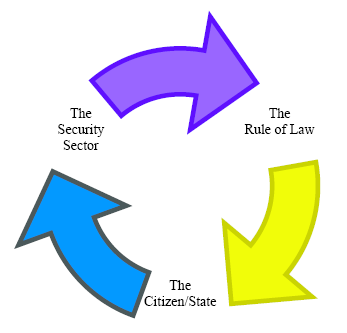 The
Security
Sector
The
Rule of Law
The
Citizen/State